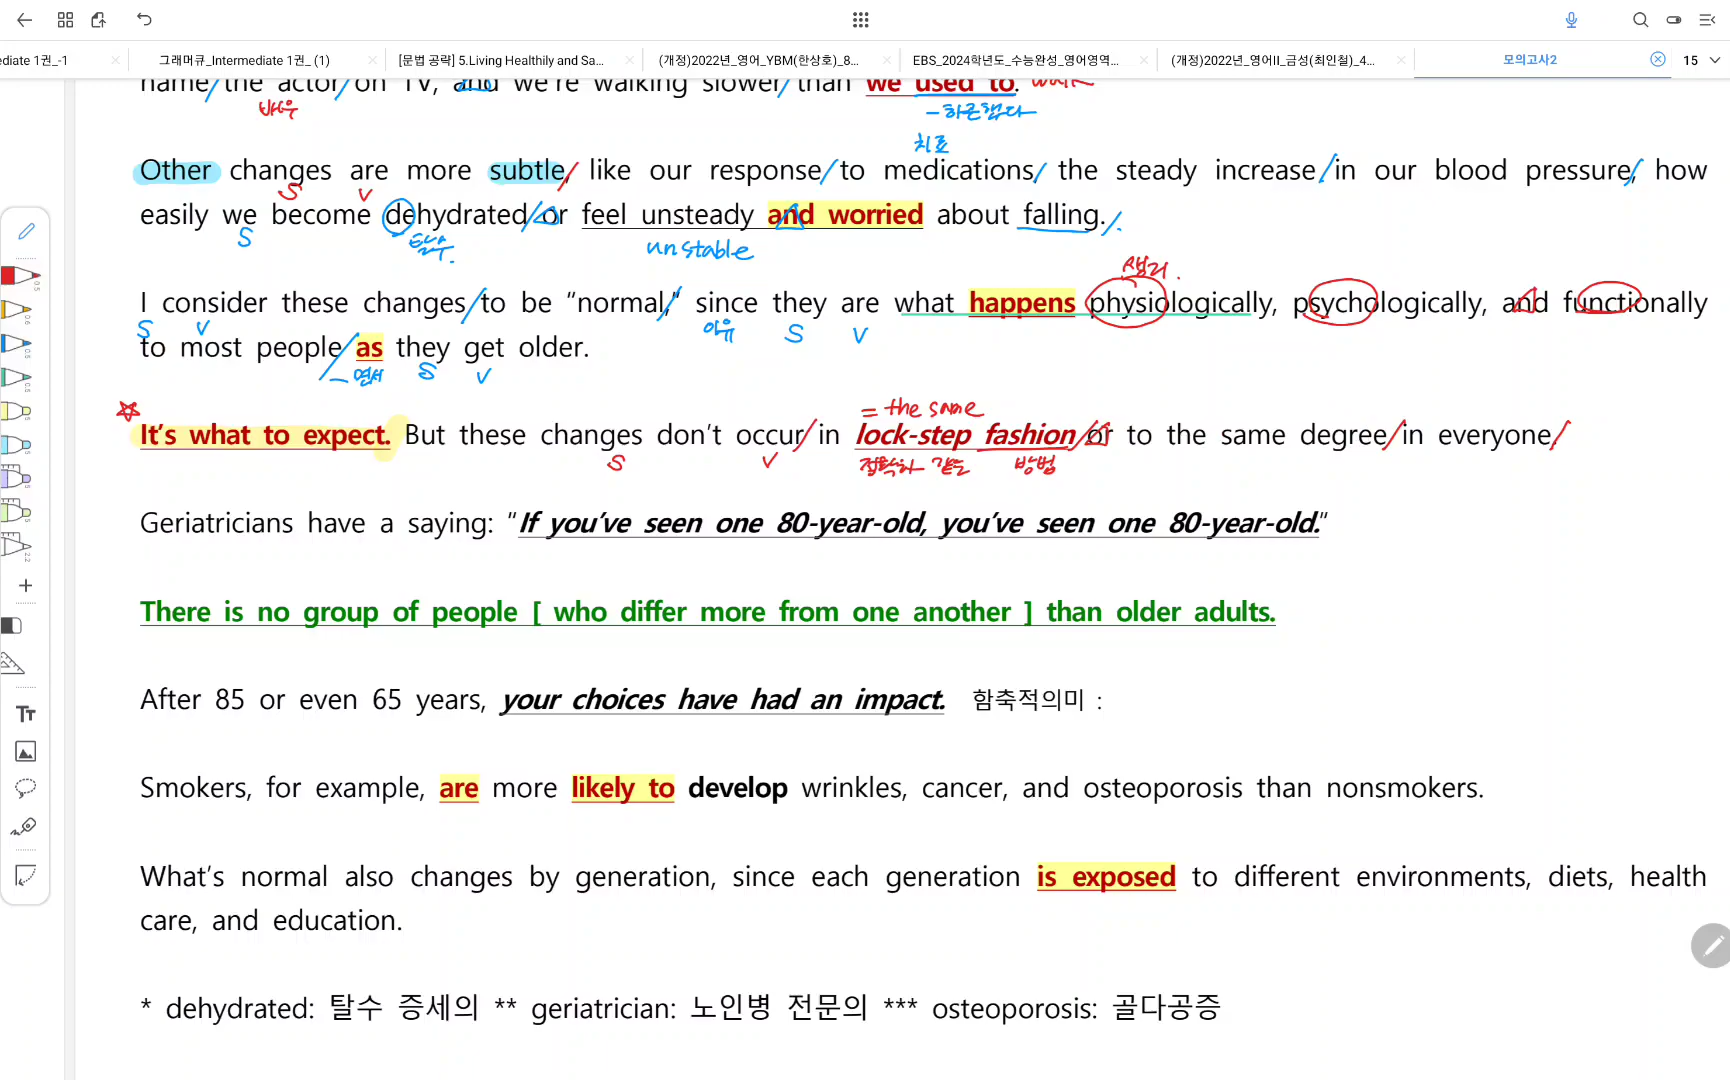 ediate 1권_-1
그래머큐_Intermediate 1권_ (1)
[문법 공략] 5.Living Healthily and Sa...
(개정)2022년_영어_YBM(한상호)_8...
EBS_2024학년도_수능완성_영어영역...
(개정)2022년_영어II_금성(최인철)_4...
모의고사2
15
name/the actor/on TV, and we're walking slower/than we used to.
배우
-하곤했다
치료
Other changes are more subtle, like our response/to medications/ the steady increase/in our blood pressure, how
S V
easily we become dehydrated/or feel unsteady and worried about falling.
S 탈수. unstable
생리.
I consider these changes/to be “normal,” since they are what happens physiologically, psychologically, and functionally
S V 이유 S V
to most people/as they get older.
면서 S V
= the same
It's what to expect. But these changes don't occur/in lock-step fashion/or to the same degree/in everyone/
S V 정확하 같은 방법
Geriatricians have a saying: “If you've seen one 80-year-old, you've seen one 80-year-old.”
There is no group of people [ who differ more from one another ] than older adults.
After 85 or even 65 years, your choices have had an impact. 함축적의미 :
Smokers, for example, are more likely to develop wrinkles, cancer, and osteoporosis than nonsmokers.
What's normal also changes by generation, since each generation is exposed to different environments, diets, health
care, and education.
* dehydrated: 탈수 증세의 ** geriatrician: 노인병 전문의 *** osteoporosis: 골다공증
Tт